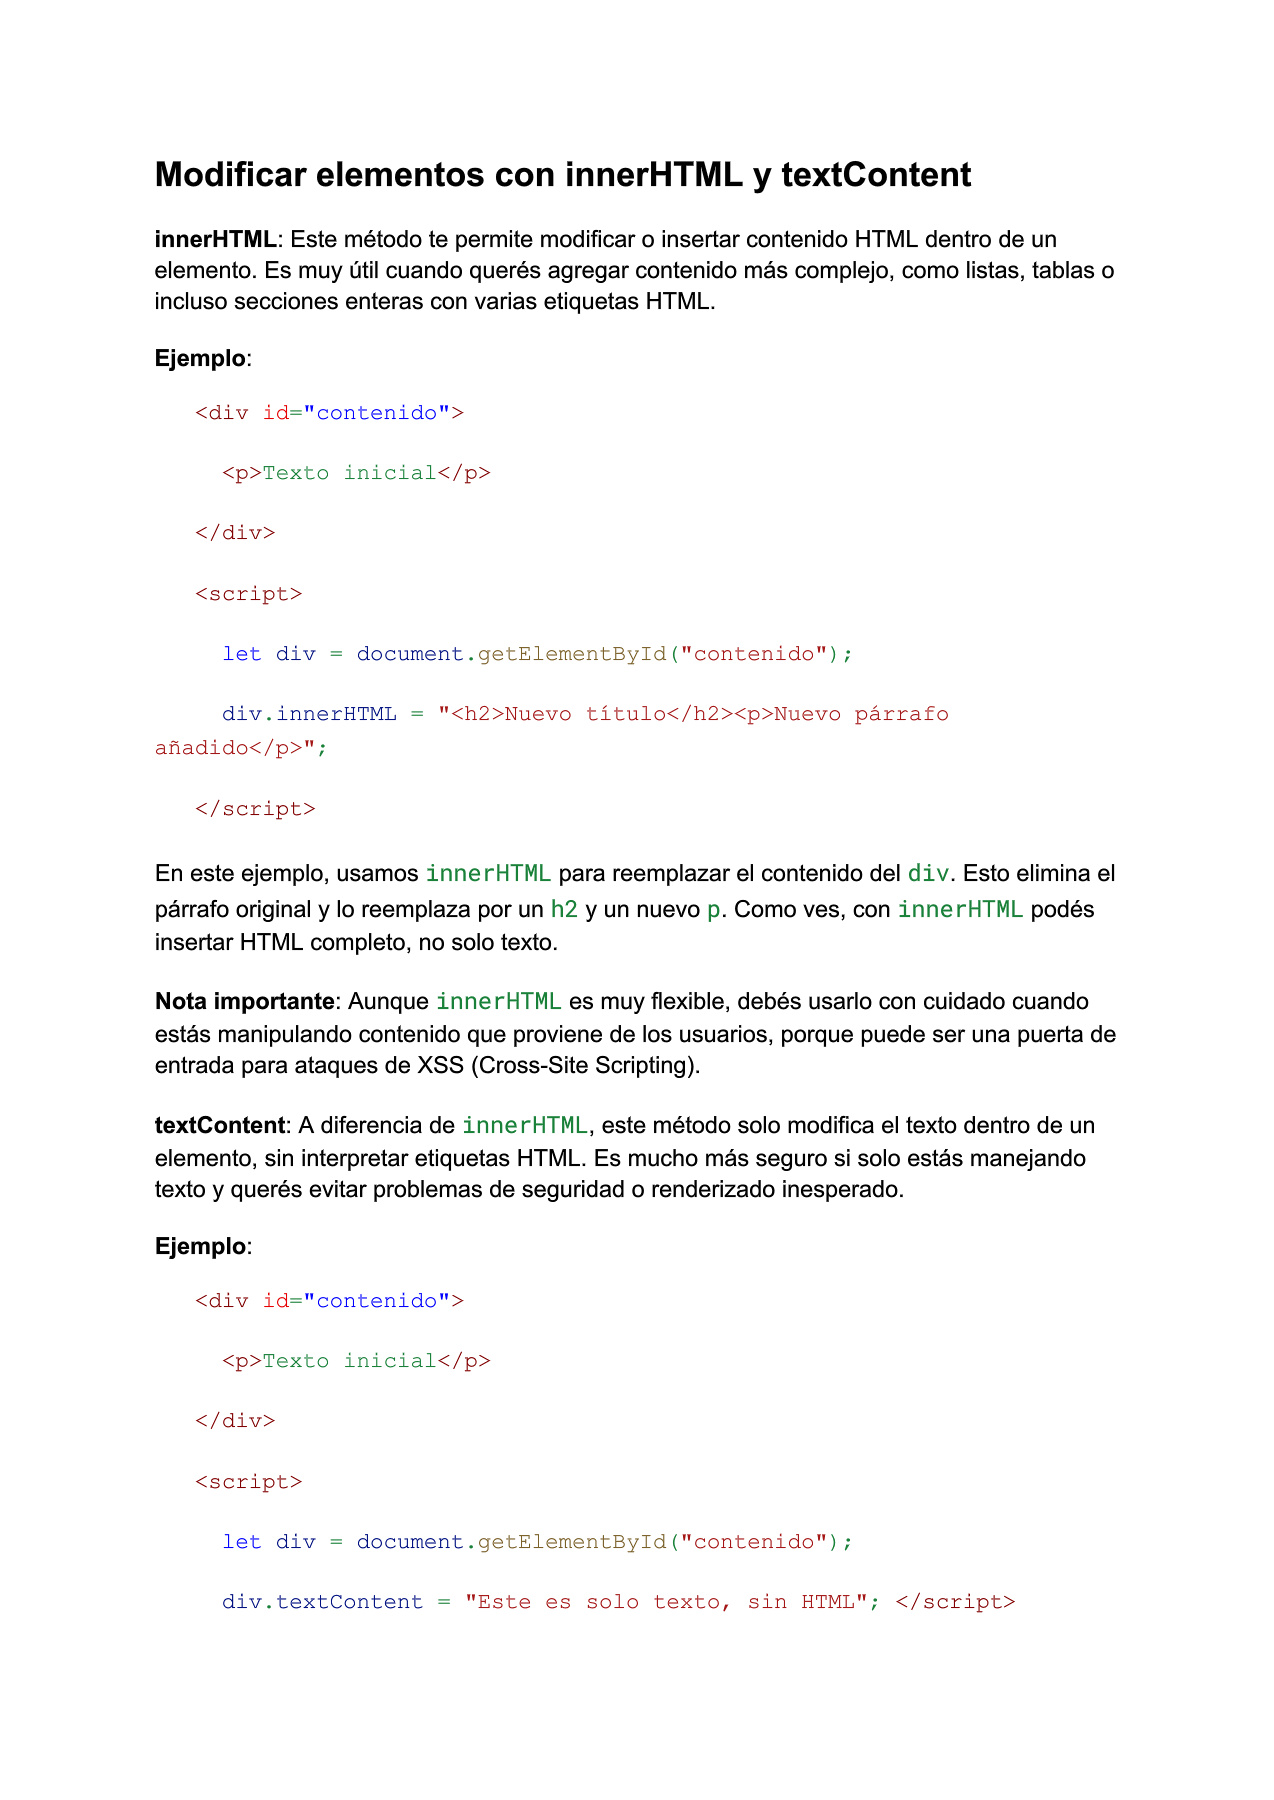 Modificar elementos con innerHTML y textContent
innerHTML: Este método te permite modificar o insertar contenido HTML dentro de un
elemento. Es muy útil cuando querés agregar contenido más complejo, como listas, tablas o
incluso secciones enteras con varias etiquetas HTML.
Ejemplo:
<div id="contenido">
<p>Texto inicial</p>
</div>
<script>
let div = document.getElementById("contenido");
div.innerHTML = "<h2>Nuevo título</h2><p>Nuevo párrafo
añadido</p>";
</script>
En este ejemplo, usamos innerHTML para reemplazar el contenido del div. Esto elimina el
párrafo original y lo reemplaza por un h2 y un nuevo p. Como ves, con innerHTML podés
insertar HTML completo, no solo texto.
Nota importante: Aunque innerHTML es muy flexible, debés usarlo con cuidado cuando
estás manipulando contenido que proviene de los usuarios, porque puede ser una puerta de
entrada para ataques de XSS (Cross-Site Scripting).
textContent: A diferencia de innerHTML, este método solo modifica el texto dentro de un
elemento, sin interpretar etiquetas HTML. Es mucho más seguro si solo estás manejando
texto y querés evitar problemas de seguridad o renderizado inesperado.
Ejemplo:
<div id="contenido">
<p>Texto inicial</p>
</div>
<script>
let div = document.getElementById("contenido");
div.textContent = "Este es solo texto, sin HTML"; </script>